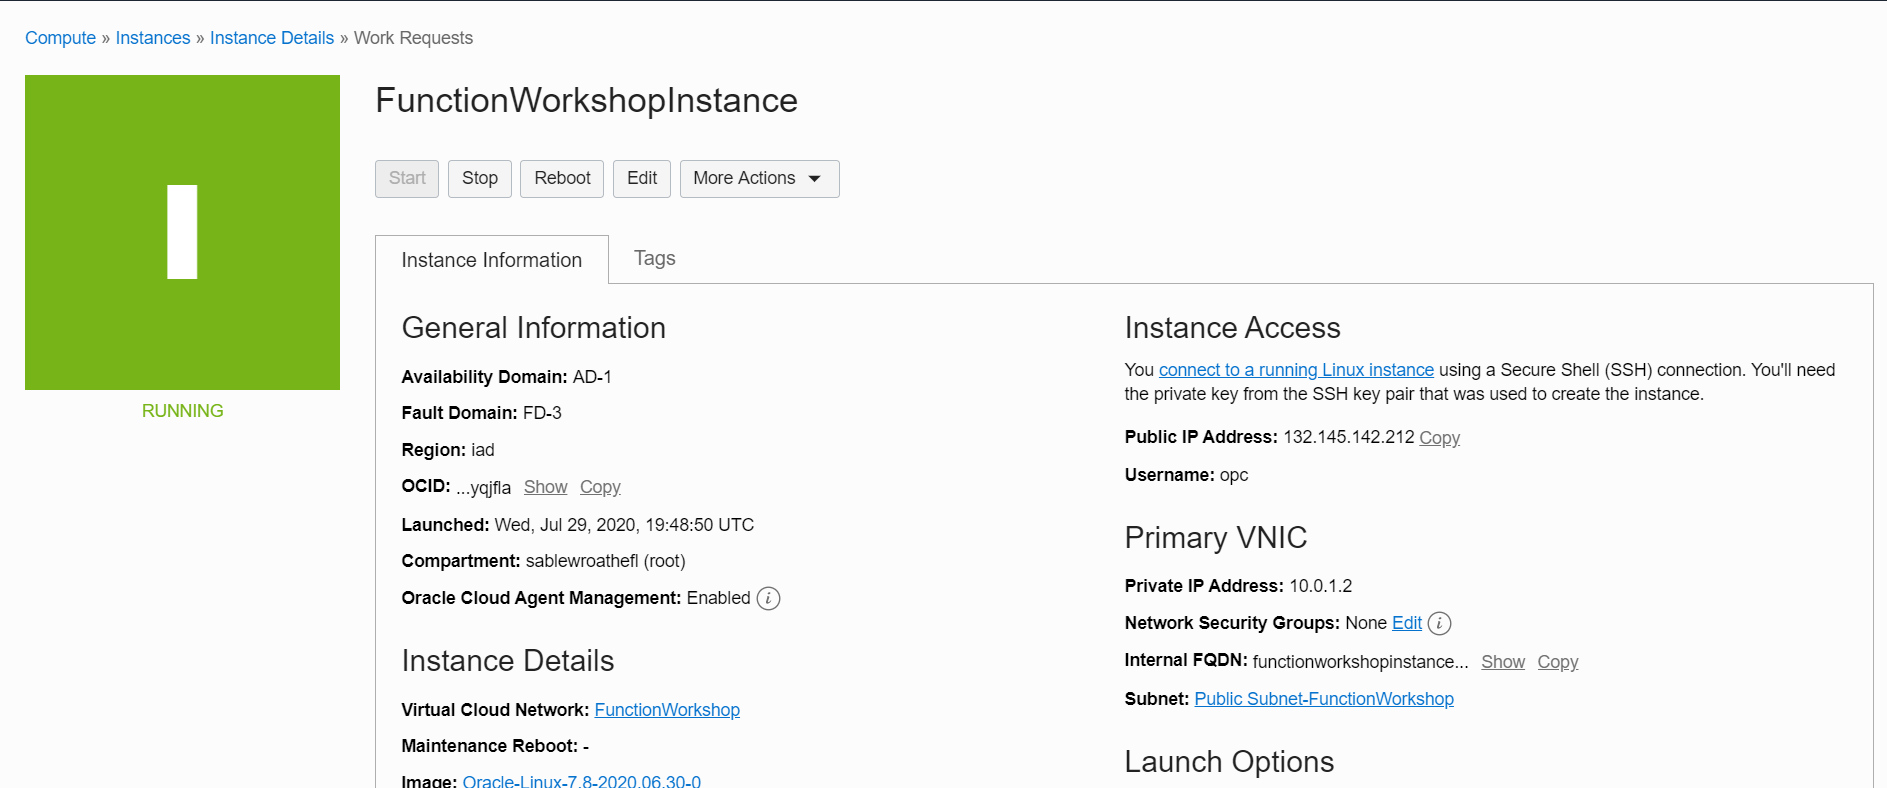 Compute » Instances » Instance Details » Work Requests
FunctionWorkshopInstance
Start Stop Reboot Edit More Actions
RUNNING
Instance Information Tags
General Information
Availability Domain: AD-1
Fault Domain: FD-3
Region: iad
OCID: ...yqjfla Show Copy
Launched: Wed, Jul 29, 2020, 19:48:50 UTC
Compartment: sablewroathefl (root)
Oracle Cloud Agent Management: Enabled i
Instance Details
Virtual Cloud Network: FunctionWorkshop
Maintenance Reboot: -
Image: Oracle-Linux-7.8-2020.06.30-0
Instance Access
You connect to a running Linux instance using a Secure Shell (SSH) connection. You'll need
the private key from the SSH key pair that was used to create the instance.
Public IP Address: 132.145.142.212 Copy
Username: opc
Primary VNIC
Private IP Address: 10.0.1.2
Network Security Groups: None Edit i
Internal FQDN: functionworkshopinstance... Show Copy
Subnet: Public Subnet-FunctionWorkshop
Launch Options